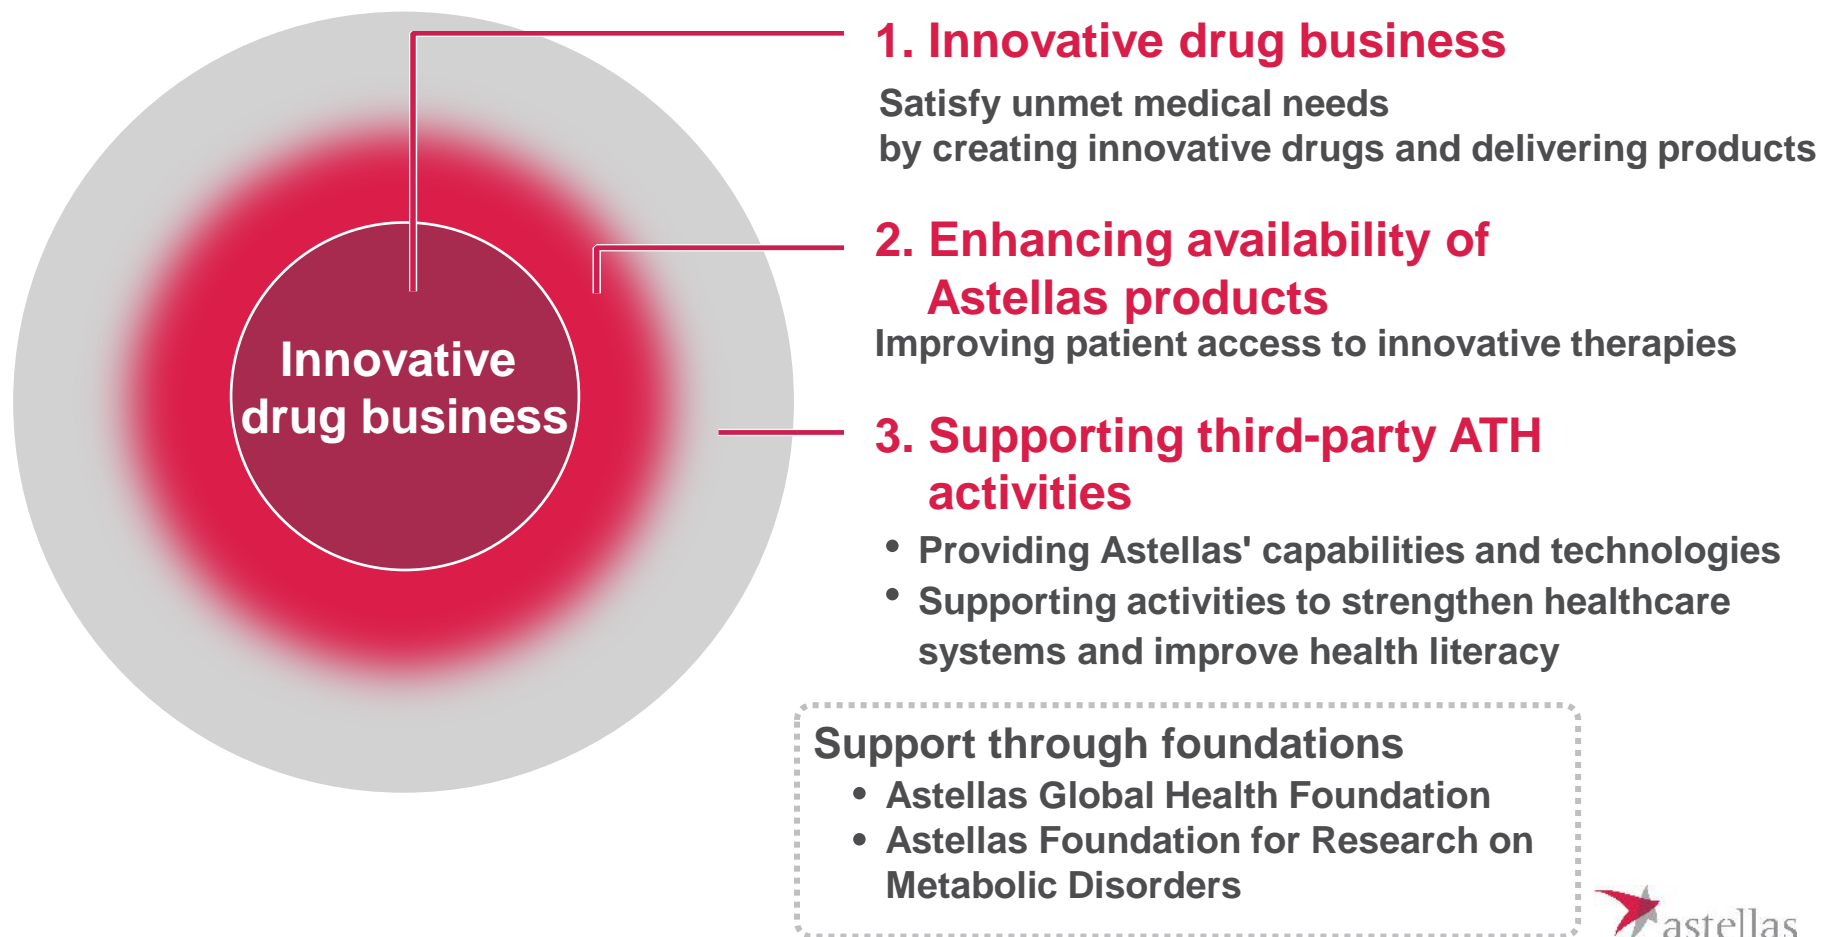 Innovative
drug business
1. Innovative drug business
Satisfy unmet medical needs
by creating innovative drugs and delivering products
2. Enhancing availability of
Astellas products
Improving patient access to innovative therapies
3. Supporting third-party ATH
activities
• Providing Astellas' capabilities and technologies
• Supporting activities to strengthen healthcare
systems and improve health literacy
Support through foundations
• Astellas Global Health Foundation
• Astellas Foundation for Research on
Metabolic Disorders
astellas